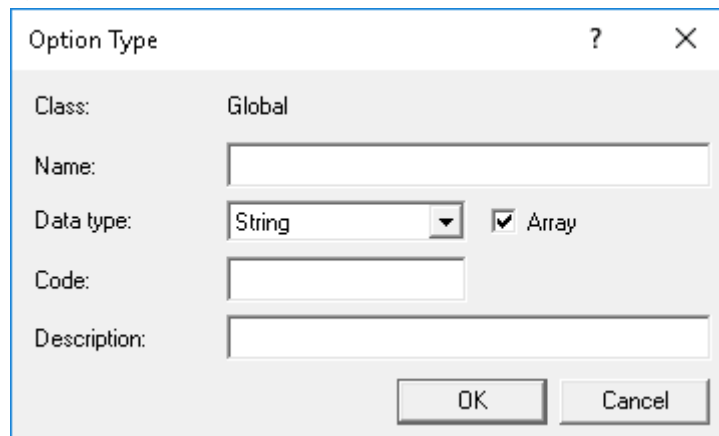 Option Type ?
Class: Global
Name:
Data type: String Array
Code:
Description:
OK Cancel